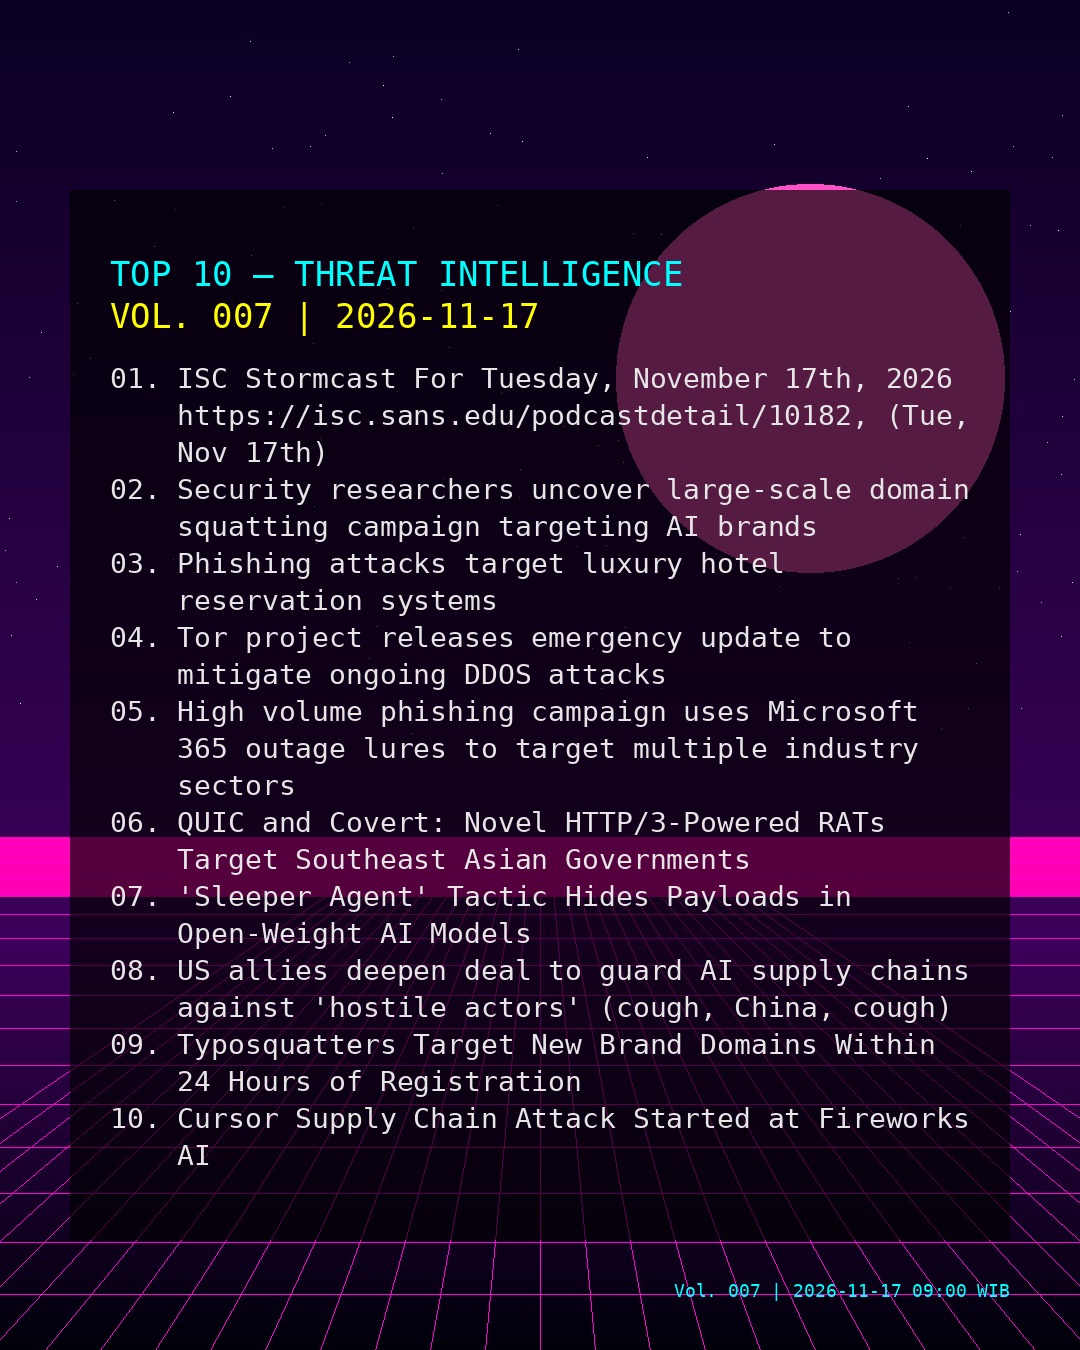 TOP 10 — THREAT INTELLIGENCE
VOL. 007 | 2026-11-17
01. ISC Stormcast For Tuesday, November 17th, 2026
https://isc.sans.edu/podcastdetail/10182, (Tue,
Nov 17th)
02. Security researchers uncover large-scale domain
squatting campaign targeting AI brands
03. Phishing attacks target luxury hotel
reservation systems
04. Tor project releases emergency update to
mitigate ongoing DDOS attacks
05. High volume phishing campaign uses Microsoft
365 outage lures to target multiple industry
sectors
06. QUIC and Covert: Novel HTTP/3-Powered RATs
Target Southeast Asian Governments
07. 'Sleeper Agent' Tactic Hides Payloads in
Open-Weight AI Models
08. US allies deepen deal to guard AI supply chains
against 'hostile actors' (cough, China, cough)
09. Typosquatters Target New Brand Domains Within
24 Hours of Registration
10. Cursor Supply Chain Attack Started at Fireworks
AI
Vol. 007 | 2026-11-17 09:00 WIB